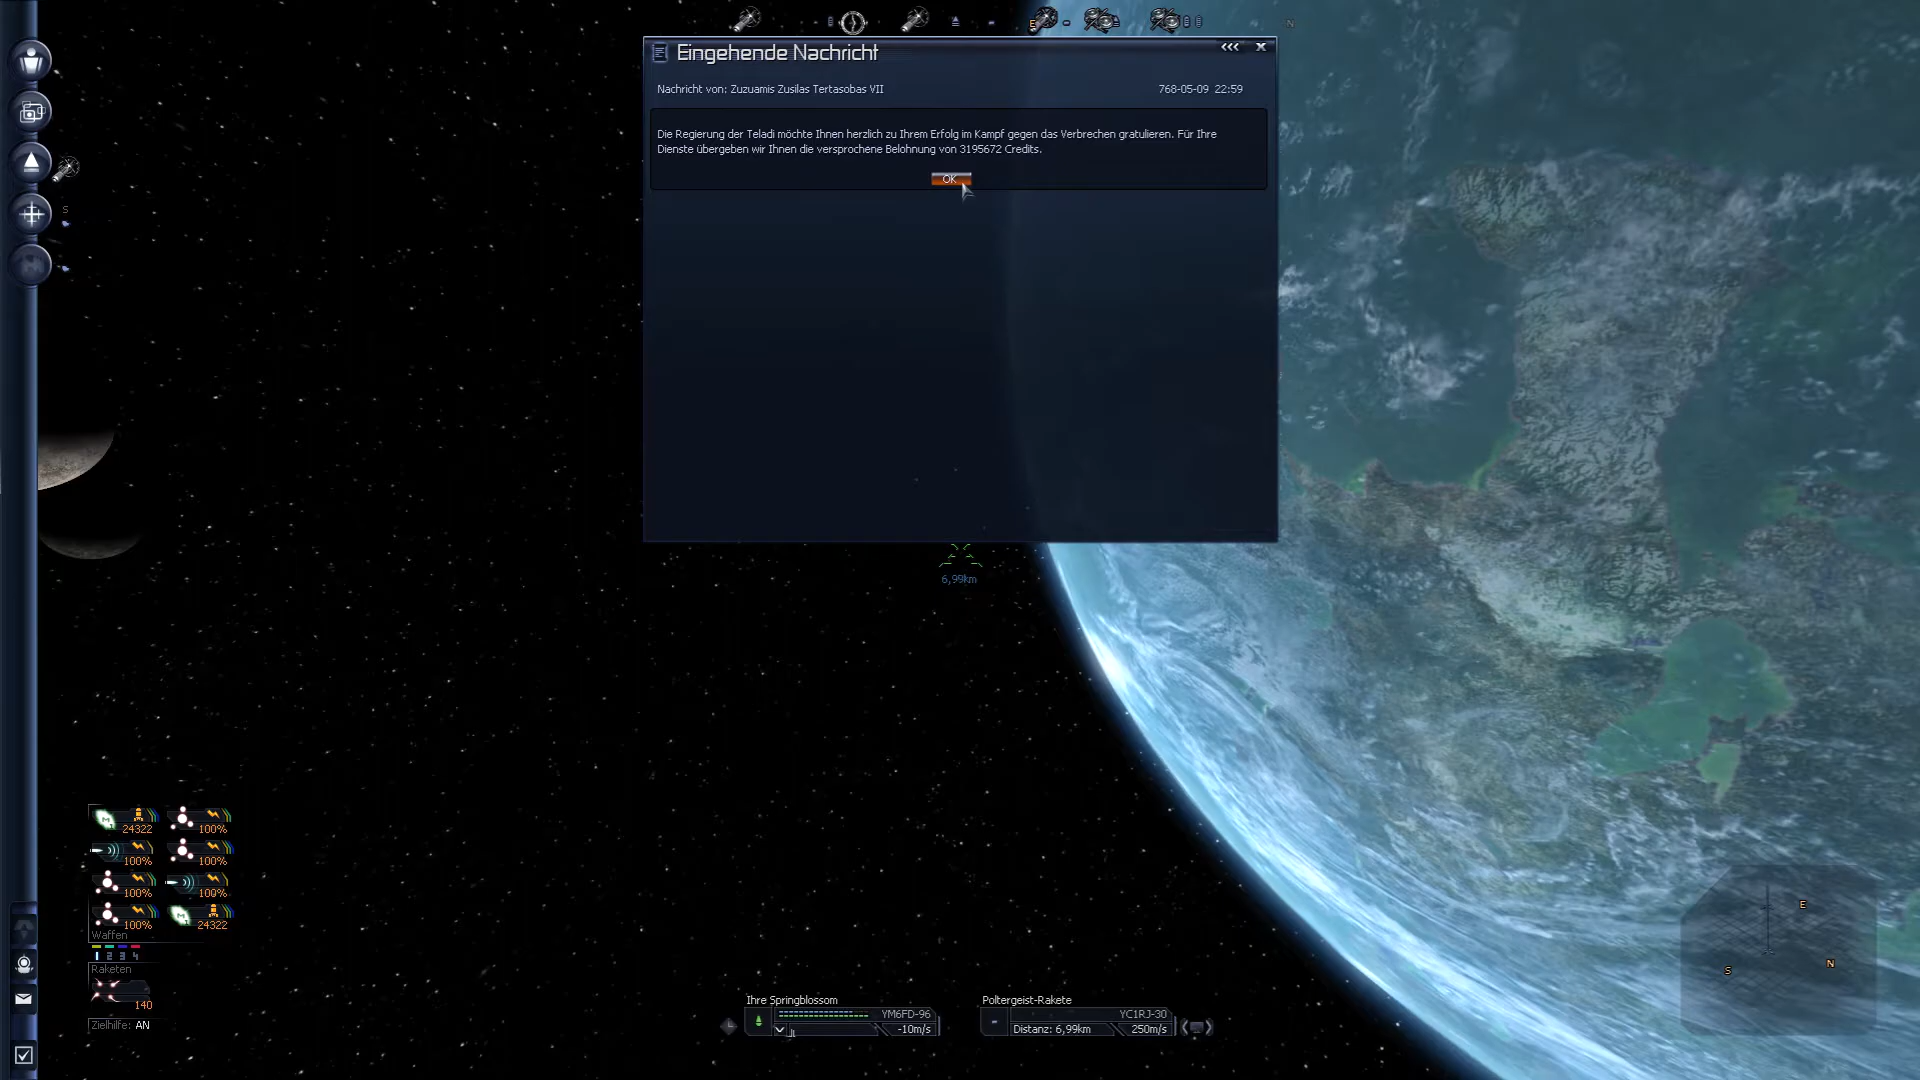 E
N
Eingehende Nachricht
Nachricht von: Zuzuamis Zusilas Tertasobas VII
768-05-09 22:59
Die Regierung der Teladi möchte Ihnen herzlich zu Ihrem Erfolg im Kampf gegen das Verbrechen gratulieren. Für Ihre
Dienste übergeben wir Ihnen die versprochene Belohnung von 3195672 Credits.
OK
S
6,99km
24322
100%
100%
100%
100%
100%
100%
24322
Waffen
1 2 3 4
Raketen
140
Zielhilfe: AN
Ihre Springblossom
YM6FD-96
-10m/s
Poltergeist-Rakete
YC1RJ-30
Distanz: 6,99km
250m/s
E
N
S